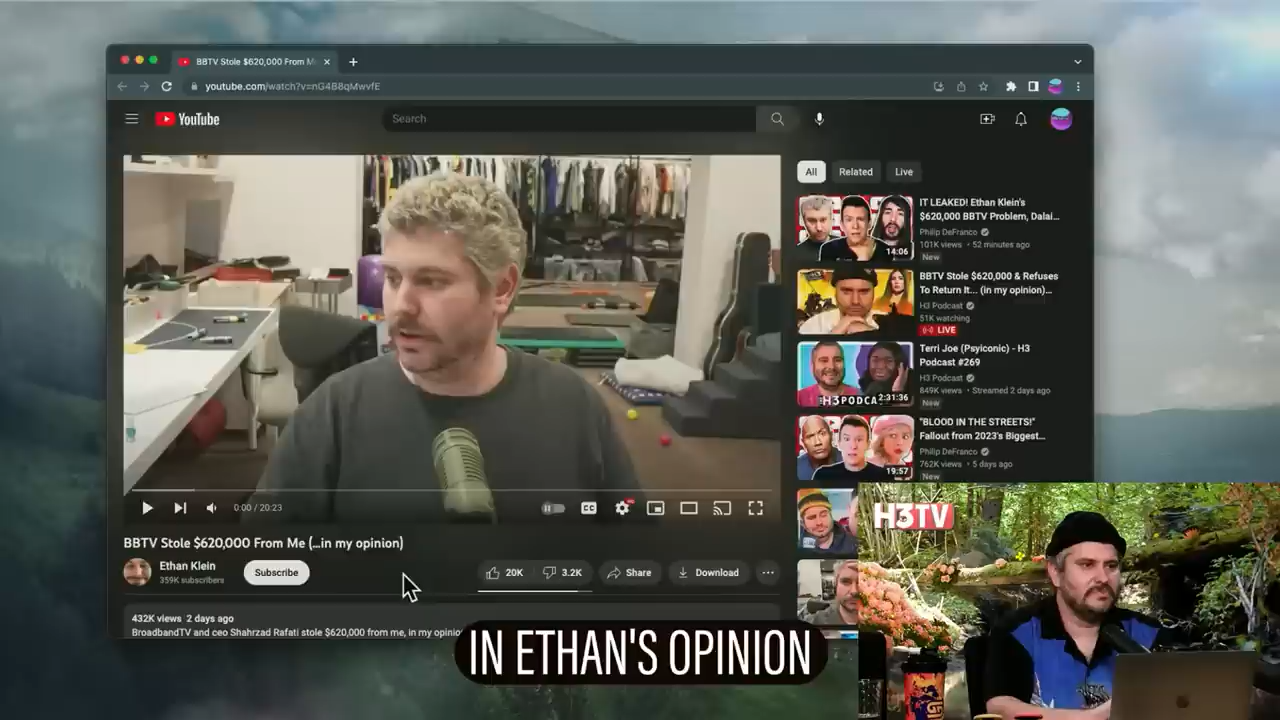 BBTV Stole $620,000 From M
youtube.com/watch?v=nG4B8qMwvfE
YouTube
Search
All
Related
Live
IT LEAKED! Ethan Klein's
$620,000 BBTV Problem, Dalai...
Philip DeFranco
101K views • 52 minutes ago
New
14:06
BBTV Stole $620,000 & Refuses
To Return It... (in my opinion)...
H3 Podcast
51K watching
LIVE
Terri Joe (Psyiconic) - H3
Podcast #269
H3 Podcast
849K views • Streamed 2 days ago
New
H3PODCA
2:31:36
"BLOOD IN THE STREETS!"
Fallout from 2023's Biggest...
Philip DeFranco
762K views • 5 days ago
New
19:57
0:00 / 20:23
CC
BBTV Stole $620,000 From Me (...in my opinion)
Ethan Klein
359K subscribers
Subscribe
20K
3.2K
Share
Download
432K views 2 days ago
BroadbandTV and ceo Shahrzad Rafati stole $620,000 from me, in my opinio
H3TV
IN ETHAN'S OPINION